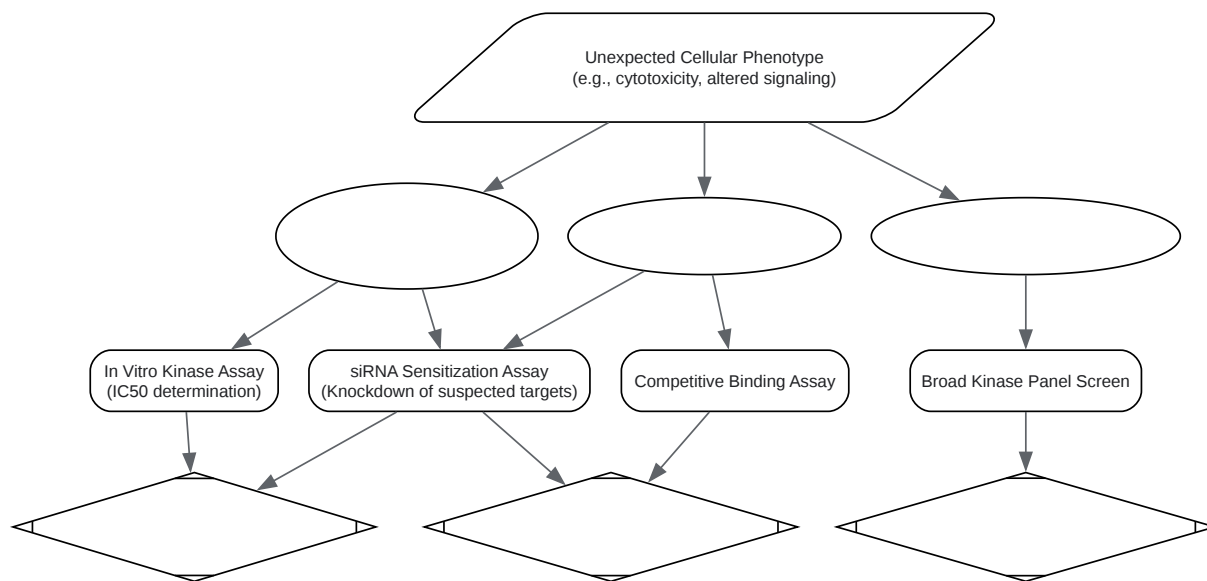 Unexpected Cellular Phenotype
(e.g., cytotoxicity, altered signaling)
In Vitro Kinase Assay
(IC50 determination)
siRNA Sensitization Assay
(Knockdown of suspected targets)
Competitive Binding Assay
Broad Kinase Panel Screen